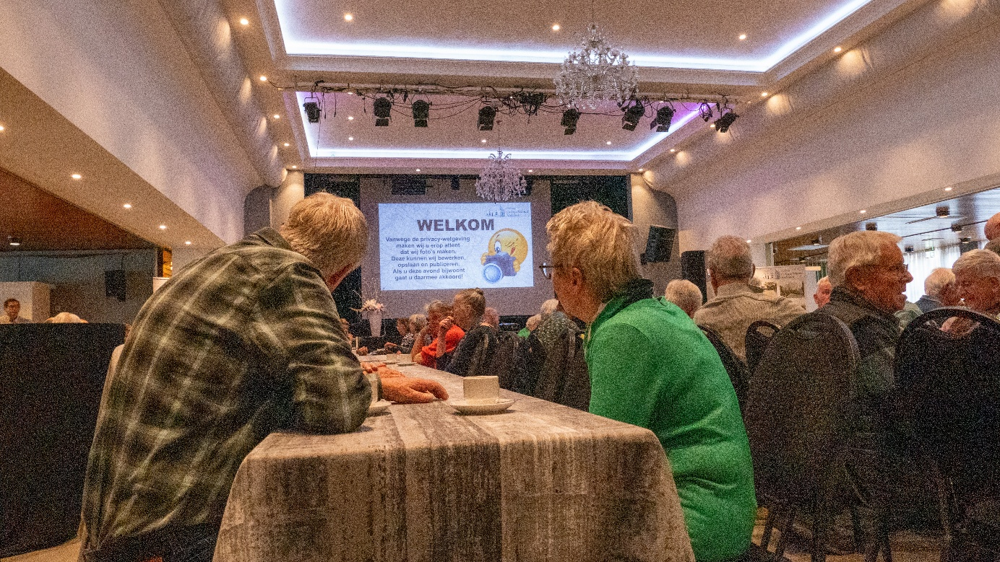 WELKOM
Vanwege de privacy-wetgeving
maken wij u erop attent
dat wij foto's maken.
Deze kunnen wij bewerken,
opslaan en publiceren.
Als u deze avond bijwoont
gaat u daarmee akkoord!